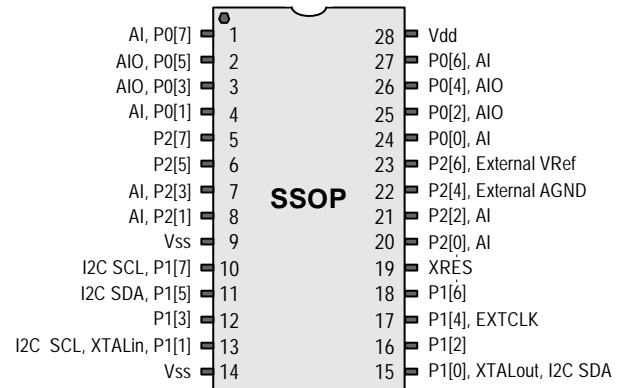 AI, P0[7] 1 28 Vdd
AIO, P0[5] 2 27 P0[6], AI
AIO, P0[3] 3 26 P0[4], AIO
AI, P0[1] 4 25 P0[2], AIO
P2[7] 5 24 P0[0], AI
P2[5] 6 23 P2[6], External VRef
AI, P2[3] 7 SSOP 22 P2[4], External AGND
AI, P2[1] 8 21 P2[2], AI
Vss 9 20 P2[0], AI
I2C SCL, P1[7] 10 19 XRES
I2C SDA, P1[5] 11 18 P1[6]
P1[3] 12 17 P1[4], EXTCLK
I2C SCL, XTALin, P1[1] 13 16 P1[2]
Vss 14 15 P1[0], XTALout, I2C SDA